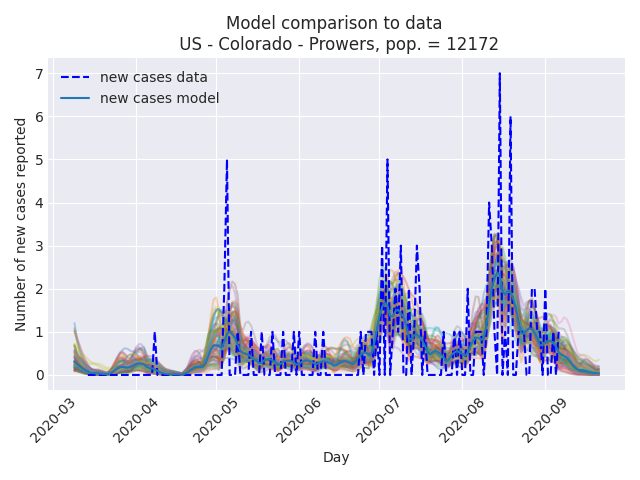 Model comparison to data
US - Colorado - Prowers, pop. = 12172
new cases data
new cases model
Number of new cases reported
7
6
5
4
3
2
1
0
2020-03
2020-04
2020-05
2020-06
2020-07
2020-08
2020-09
Day